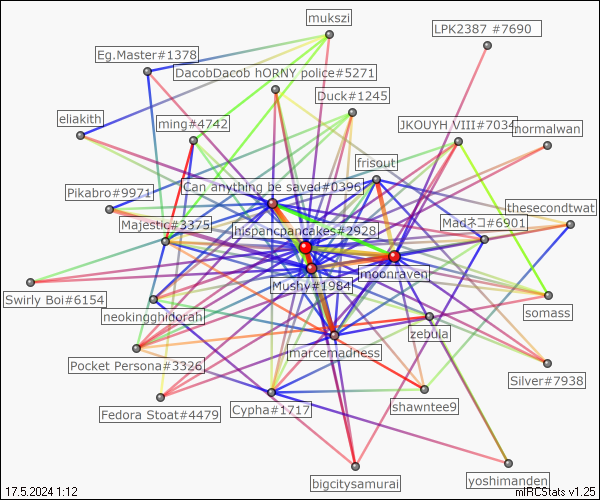 mukszi
LPK2387 #7690
Eg.Master#1378
DacobDacob hORNY police#5271
Duck#1245
eliakith
ming#4742
JKOUYH VIII#7034
normalwan
frisout
Can anything be saved#0396
Pikabro#9971
thesecondtwat
Majestic#3375
Madネコ#6901
hispancpancakes#2928
moonraven
Mushy#1984
Swirly Boi#6154
neokingghidorah
somass
zebula
marcemadness
Pocket Persona#3326
Silver#7938
Fedora Stoat#4479
Cypha#1717
shawntee9
bigcitysamurai
yoshimanden
17.5.2024 1:12
mIRCStats v1.25